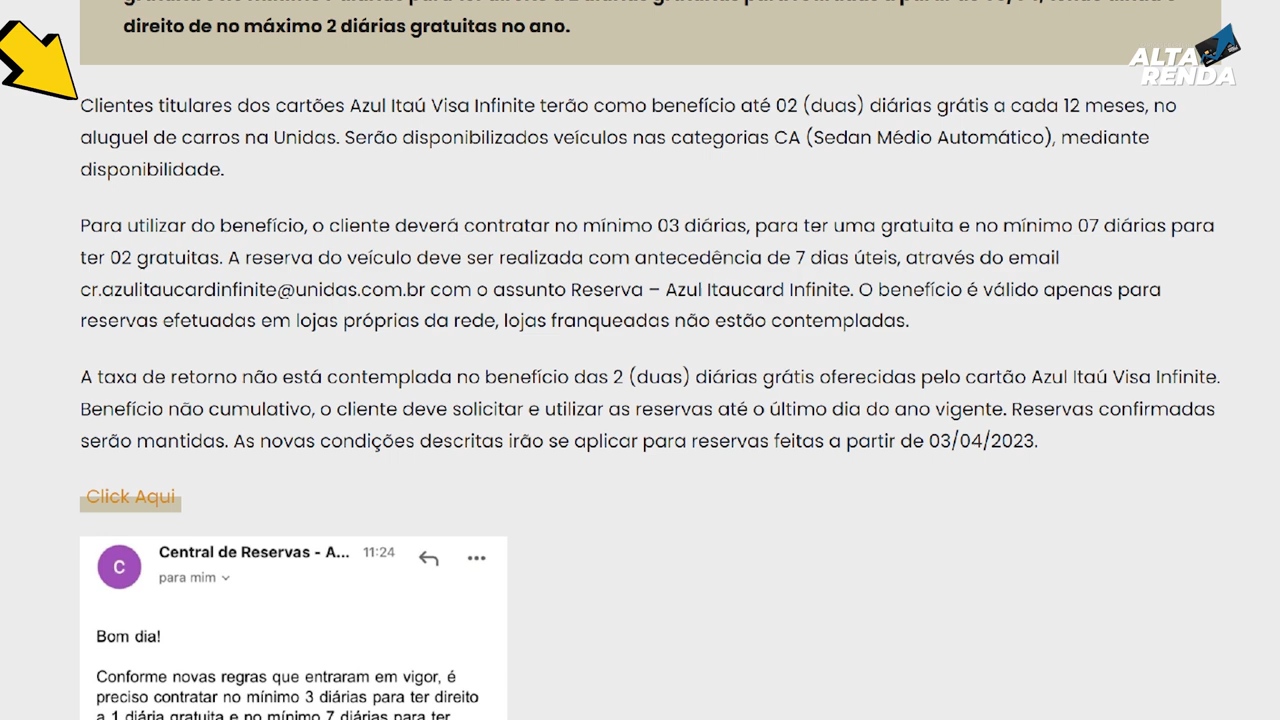 direito de no máximo 2 diárias gratuitas no ano.
ALTA
RENDA
Clientes titulares dos cartões Azul Itaú Visa Infinite terão como benefício até 02 (duas) diárias grátis a cada 12 meses, no
aluguel de carros na Unidas. Serão disponibilizados veículos nas categorias CA (Sedan Médio Automático), mediante
disponibilidade.
Para utilizar do benefício, o cliente deverá contratar no mínimo 03 diárias, para ter uma gratuita e no mínimo 07 diárias para
ter 02 gratuitas. A reserva do veículo deve ser realizada com antecedência de 7 dias úteis, através do email
cr.azulitaucardinfinite@unidas.com.br com o assunto Reserva – Azul Itaucard Infinite. O benefício é válido apenas para
reservas efetuadas em lojas próprias da rede, lojas franqueadas não estão contempladas.
A taxa de retorno não está contemplada no benefício das 2 (duas) diárias grátis oferecidas pelo cartão Azul Itaú Visa Infinite.
Benefício não cumulativo, o cliente deve solicitar e utilizar as reservas até o último dia do ano vigente. Reservas confirmadas
serão mantidas. As novas condições descritas irão se aplicar para reservas feitas a partir de 03/04/2023.
Click Aqui
C
Central de Reservas - A... 11:24
para mim
Bom dia!
Conforme novas regras que entraram em vigor, é
preciso contratar no mínimo 3 diárias para ter direito
a 1 diária gratuita e no mínimo 7 diárias para ter